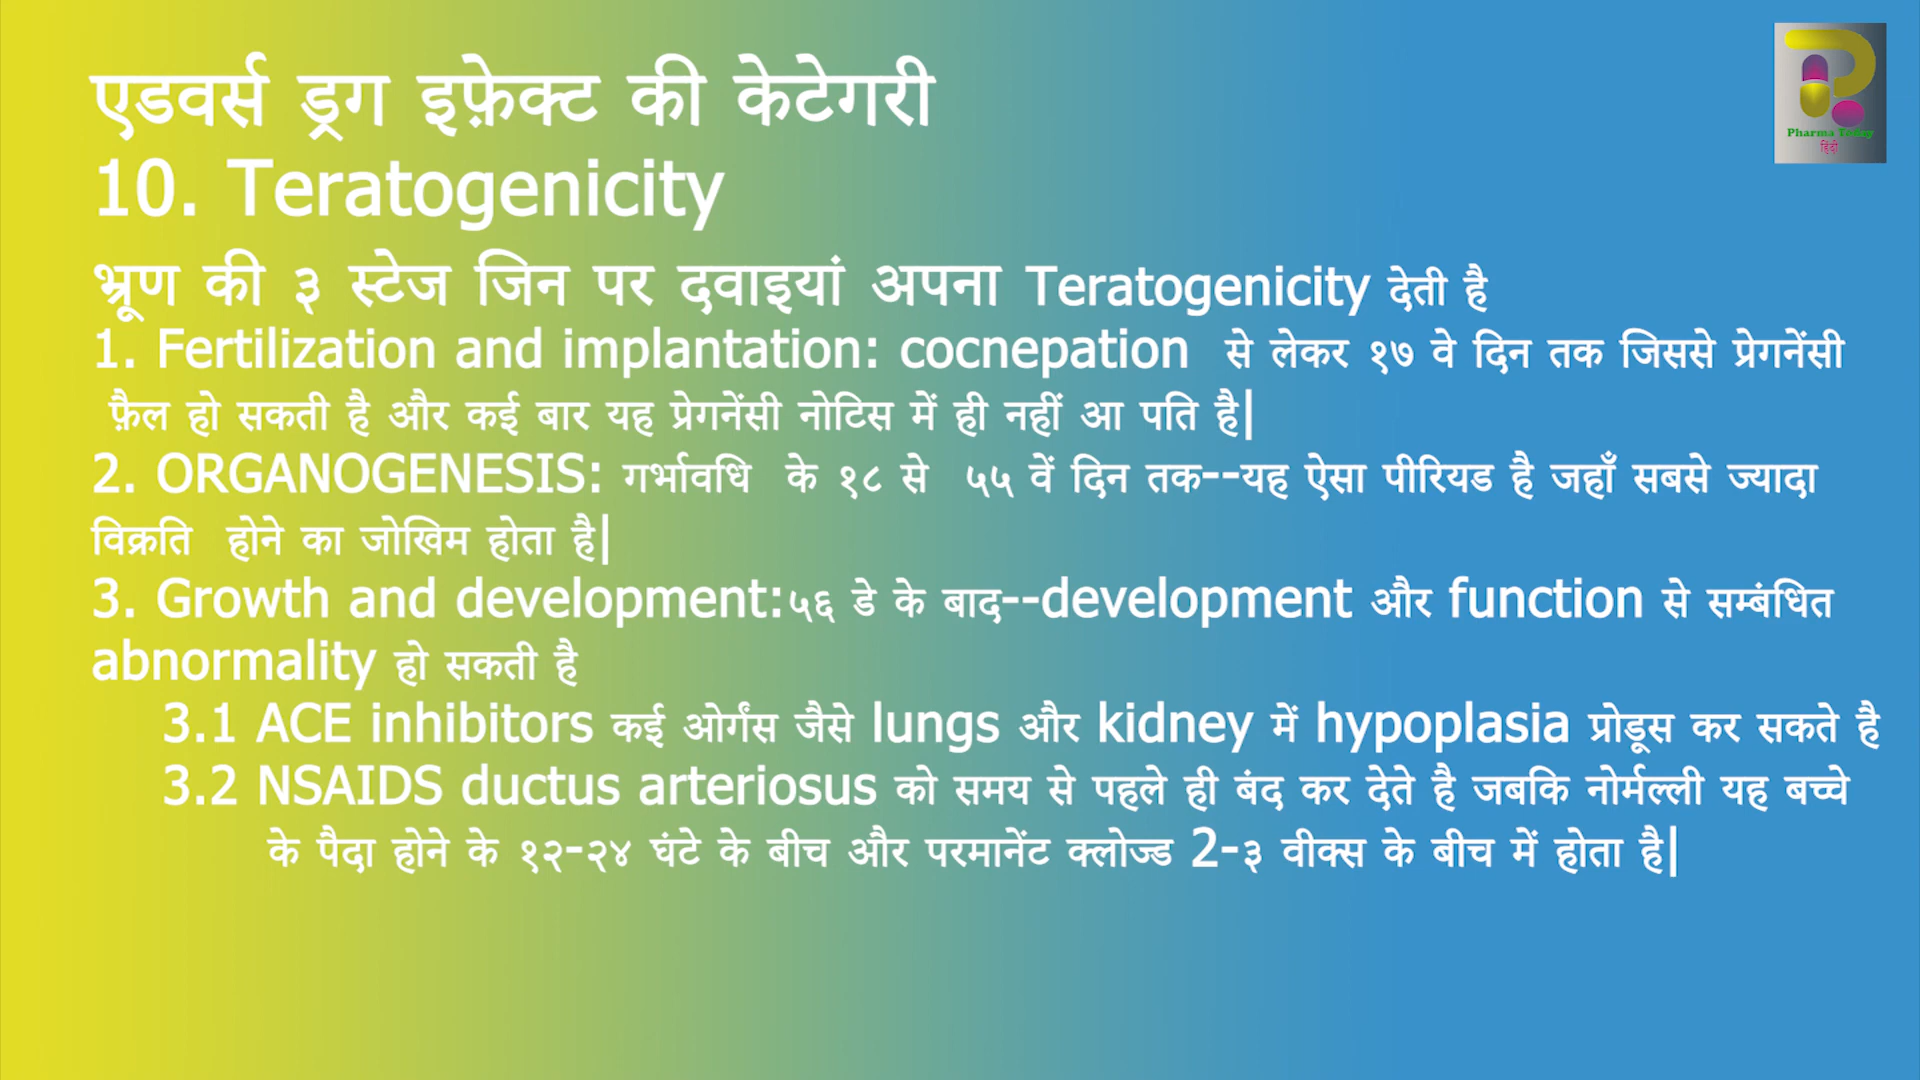 एडवर्स ड्रग इफ़ेक्ट की केटेगरी
Pharma Today
हिंदी
10. Teratogenicity
भ्रूण की ३ स्टेज जिन पर दवाइयां अपना Teratogenicity देती है
1. Fertilization and implantation: cocnepation से लेकर १७ वे दिन तक जिससे प्रेगनेंसी
फ़ैल हो सकती है और कई बार यह प्रेगनेंसी नोटिस में ही नहीं आ पति है|
2. ORGANOGENESIS: गर्भावधि के १८ से ५५ वें दिन तक--यह ऐसा पीरियड है जहाँ सबसे ज्यादा
विक्रति होने का जोखिम होता है|
3. Growth and development:५६ डे के बाद--development और function से सम्बंधित
abnormality हो सकती है
3.1 ACE inhibitors कई ओर्गंस जैसे lungs और kidney में hypoplasia प्रोडूस कर सकते है
3.2 NSAIDS ductus arteriosus को समय से पहले ही बंद कर देते है जबकि नोर्मल्ली यह बच्चे
के पैदा होने के १२-२४ घंटे के बीच और परमानेंट क्लोज्ड 2-३ वीक्स के बीच में होता है|